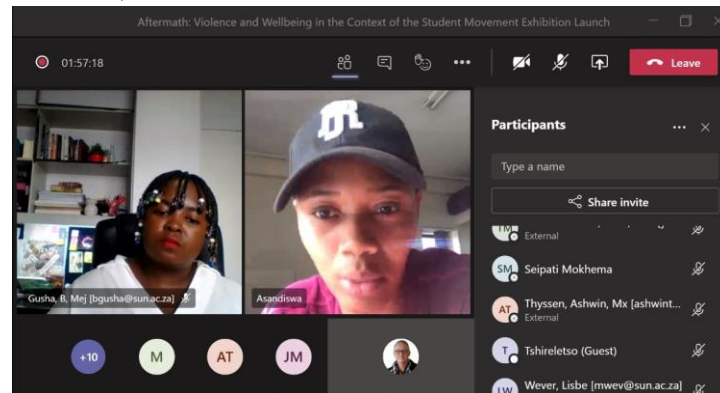 Aftermath: Violence and Wellbeing in the Context of the Student Movement Exhibition Launch
01:57:18
Leave
Participants
Type a name
Share invite
External
SM Seipati Mokhema
AT Thyssen, Ashwin, Mx [ashwint...
External
T Tshireletso (Guest)
LW Wever, Lisbe [mwev@sun.ac.za]
Gusha, B, Mej [bgusha@sun.ac.za]
Asandiswa
+10
M
AT
JM